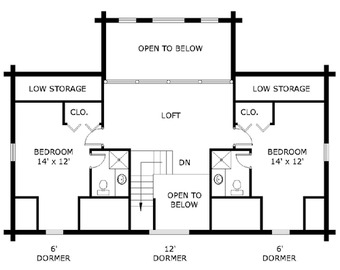 OPEN TO BELOW
LOW STORAGE
LOW STORAGE
CLO.
CLO.
LOFT
BEDROOM
14' x 12'
BEDROOM
14' x 12'
DN
OPEN TO
BELOW
6'
DORMER
12'
DORMER
6'
DORMER